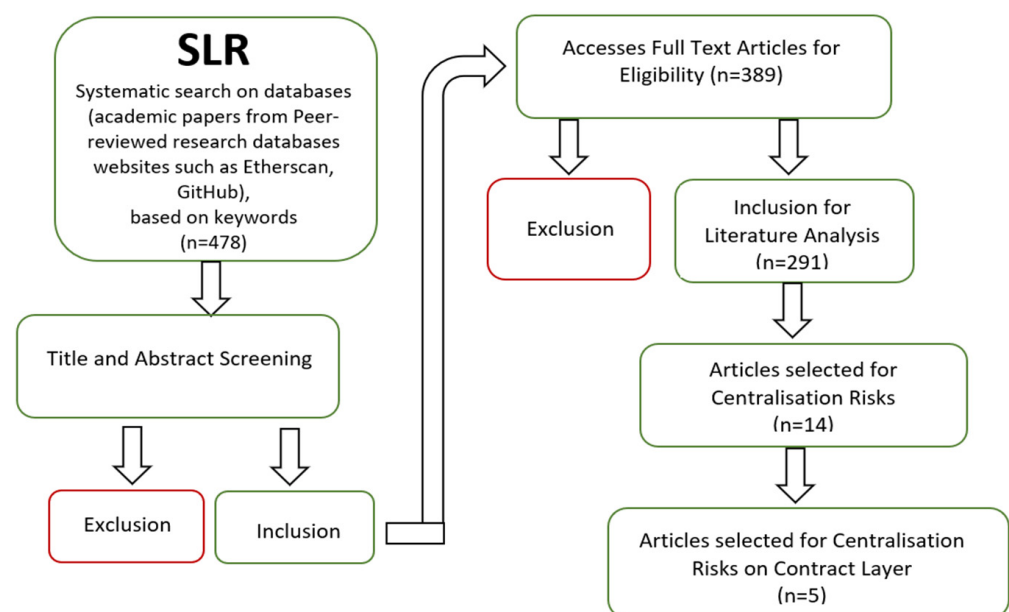 SLR
Systematic search on databases
(academic papers from Peer-
reviewed research databases
websites such as Etherscan,
GitHub),
based on keywords
(n=478)
Title and Abstract Screening
Exclusion
Inclusion
Accesses Full Text Articles for
Eligibility (n=389)
Exclusion
Inclusion for
Literature Analysis
(n=291)
Articles selected for
Centralisation Risks
(n=14)
Articles selected for Centralisation
Risks on Contract Layer
(n=5)